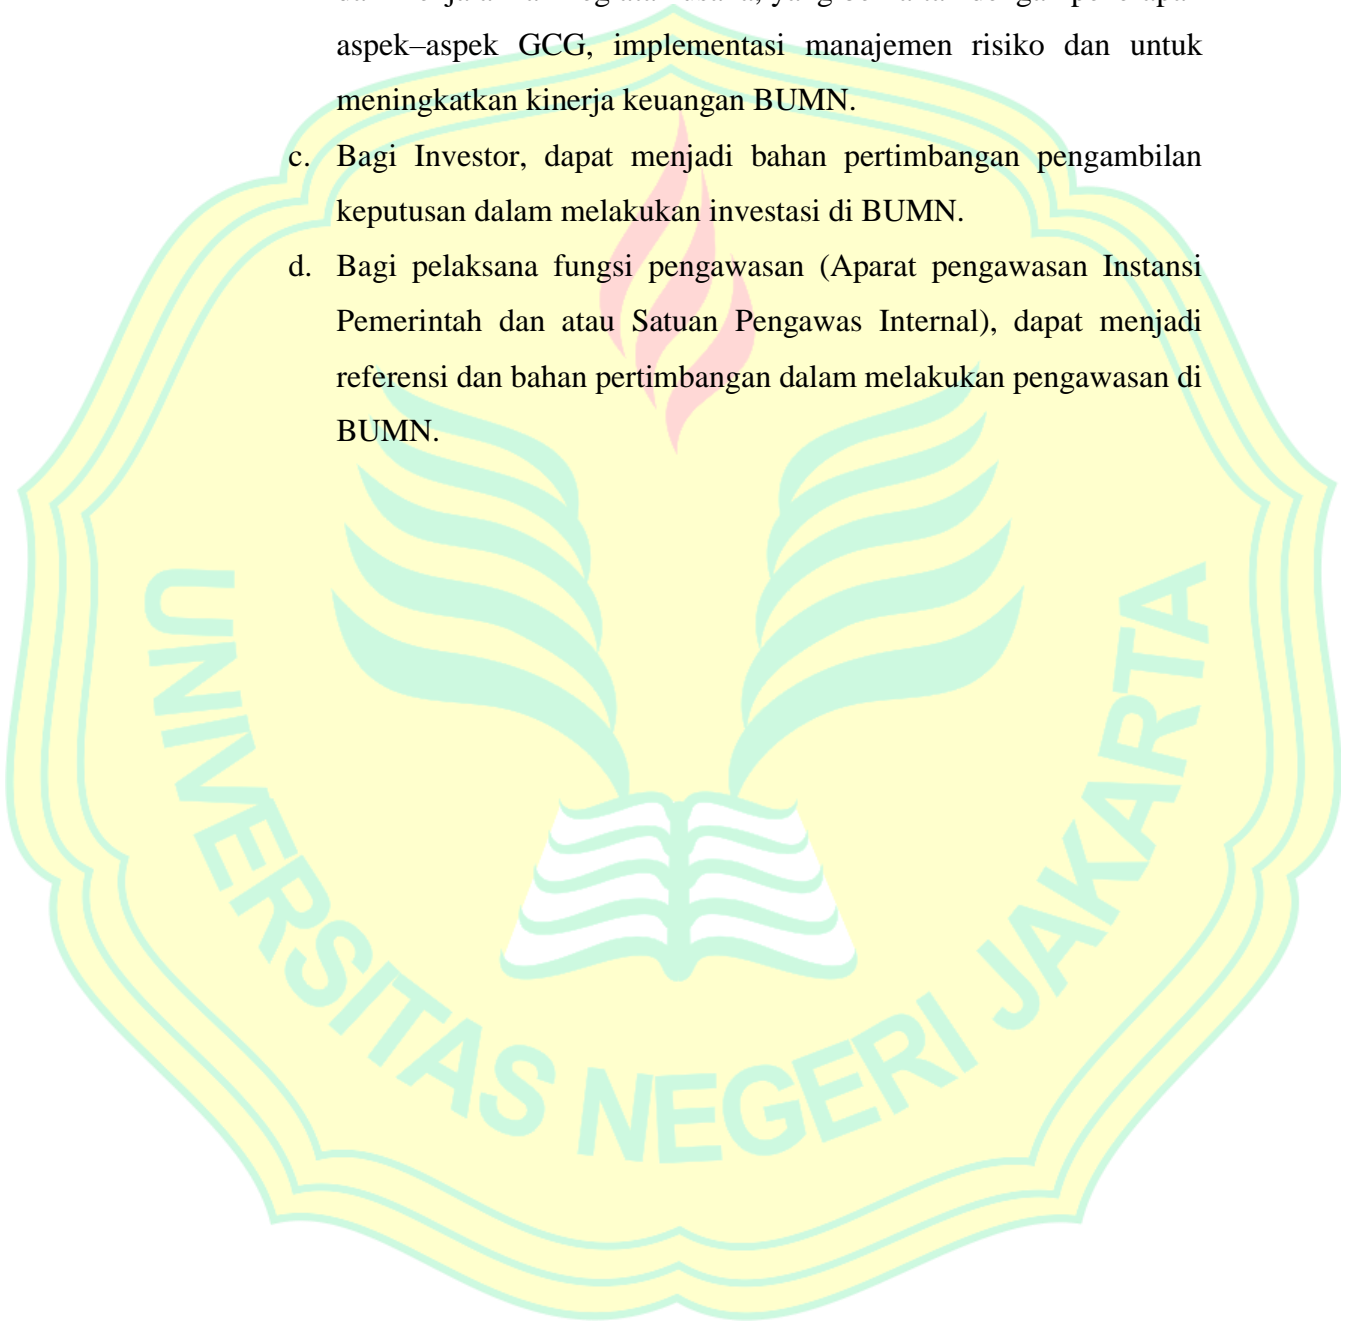 aspek–aspek GCG, implementasi manajemen risiko dan untuk
meningkatkan kinerja keuangan BUMN.
c. Bagi Investor, dapat menjadi bahan pertimbangan pengambilan
keputusan dalam melakukan investasi di BUMN.
d. Bagi pelaksana fungsi pengawasan (Aparat pengawasan Instansi
Pemerintah dan atau Satuan Pengawas Internal), dapat menjadi
referensi dan bahan pertimbangan dalam melakukan pengawasan di
BUMN.
UNIVERSITAS NEGERI JAKARTA